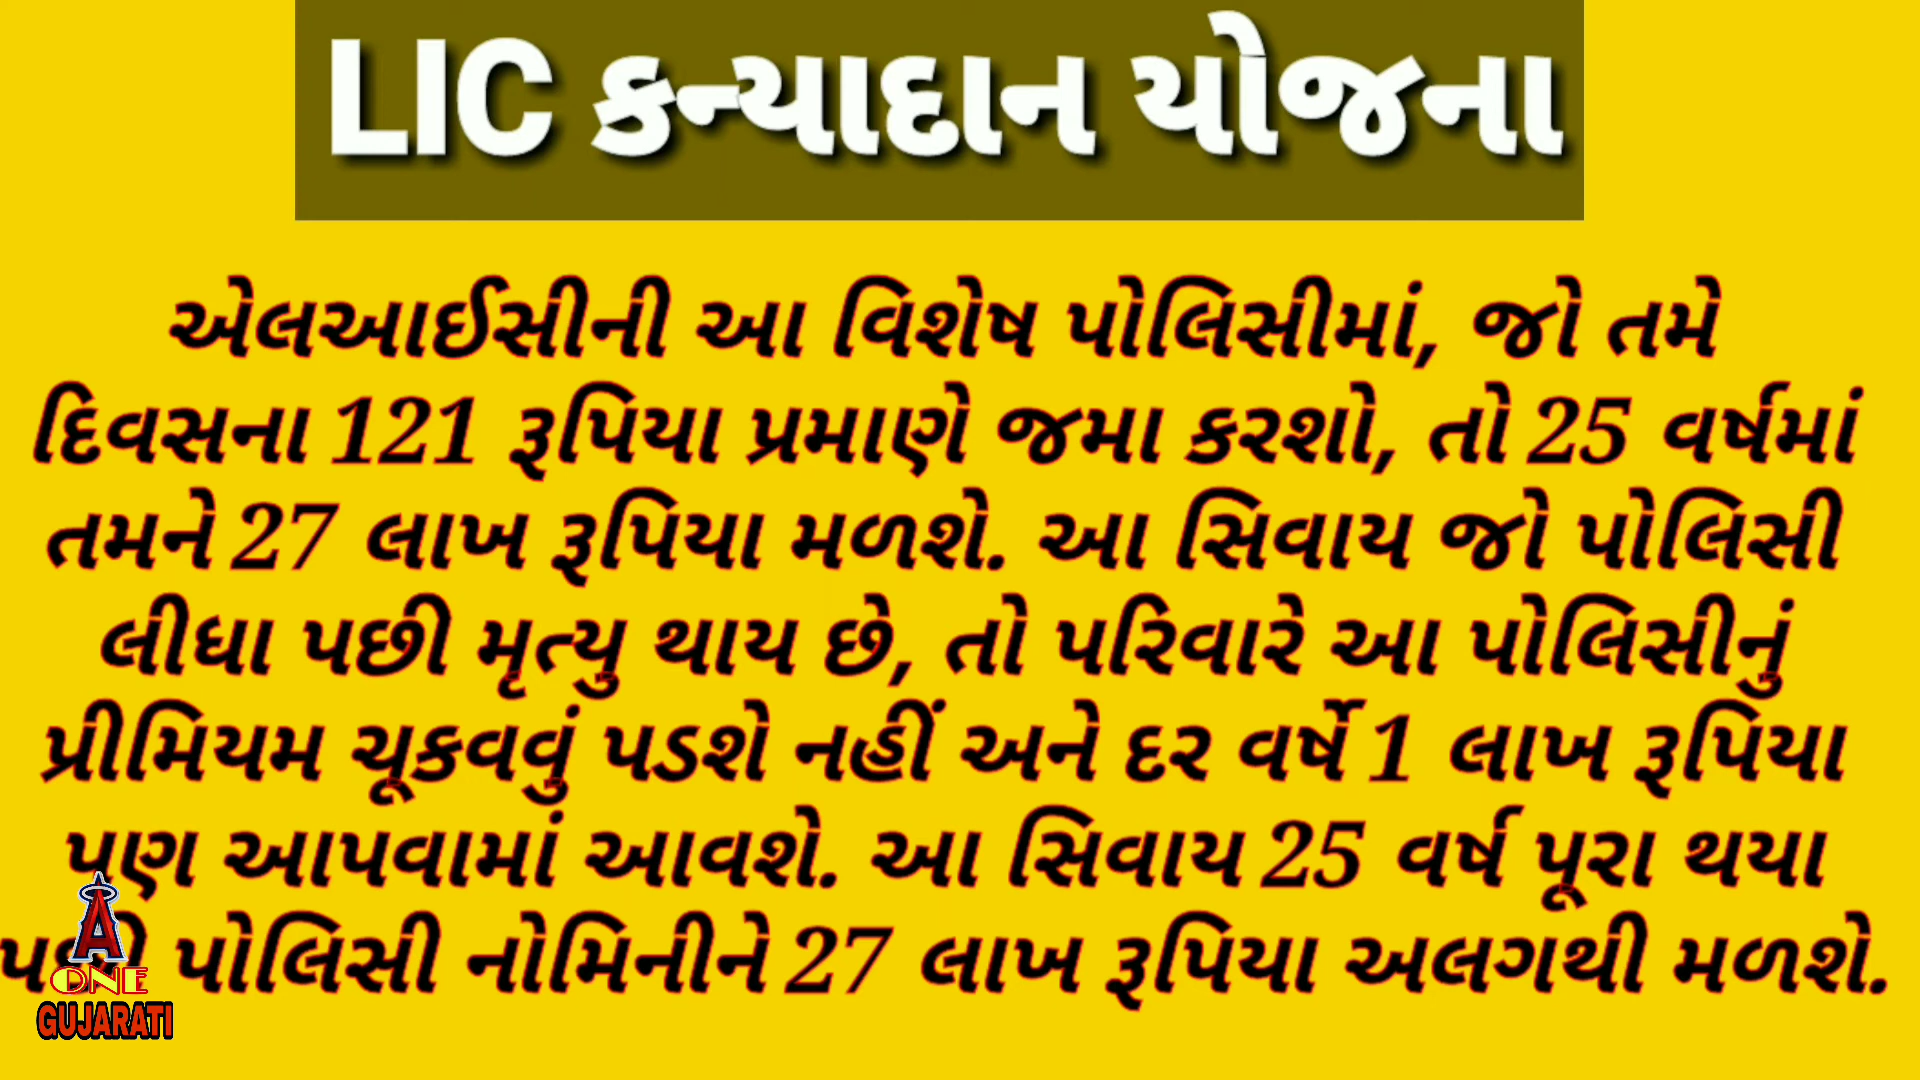 LIC કન્યાદાન યોજના
એલઆઈસીની આ વિશેષ પોલિસીમાં, જો તમે
દિવસના 121 રૂપિયા પ્રમાણે જમા કરશો, તો 25 વર્ષમાં
તમને 27 લાખ રૂપિયા મળશે. આ સિવાય જો પોલિસી
લીધા પછી મૃત્યુ થાય છે, તો પરિવારે આ પોલિસીનું
પ્રીમિયમ ચૂકવવું પડશે નહીં અને દર વર્ષે 1 લાખ રૂપિયા
પણ આપવામાં આવશે. આ સિવાય 25 વર્ષ પૂરા થયા
પોલિસી નોમિનીને 27 લાખ રૂપિયા અલગથી મળશે.
A
ONE
GUJARATI